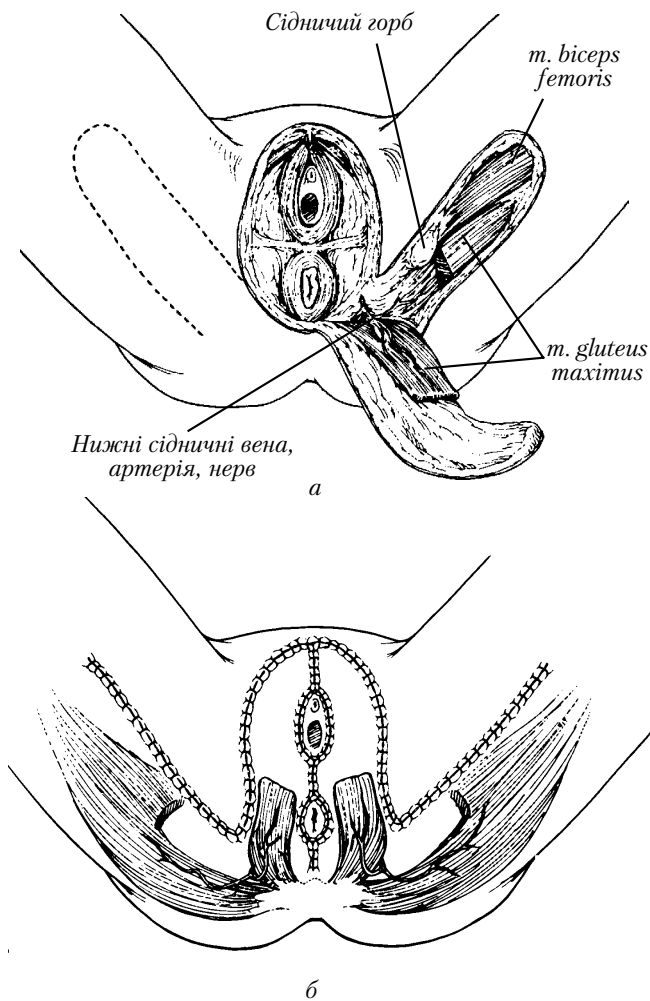 Сідничий горб
m. biceps
femoris
m. gluteus
maximus
Нижні сідничні вена,
артерія, нерв
а
б